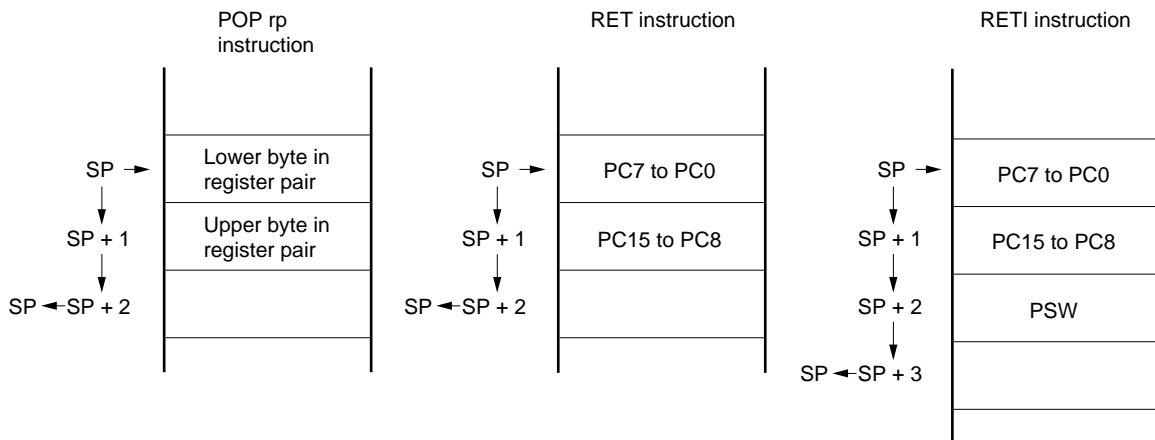 POP rp
instruction
RET instruction
RETI instruction
SP
Lower byte in
register pair
SP + 1
Upper byte in
register pair
SP
SP + 2
SP
PC7 to PC0
SP + 1
PC15 to PC8
SP
SP + 2
SP
PC7 to PC0
SP + 1
PC15 to PC8
SP + 2
PSW
SP
SP + 3